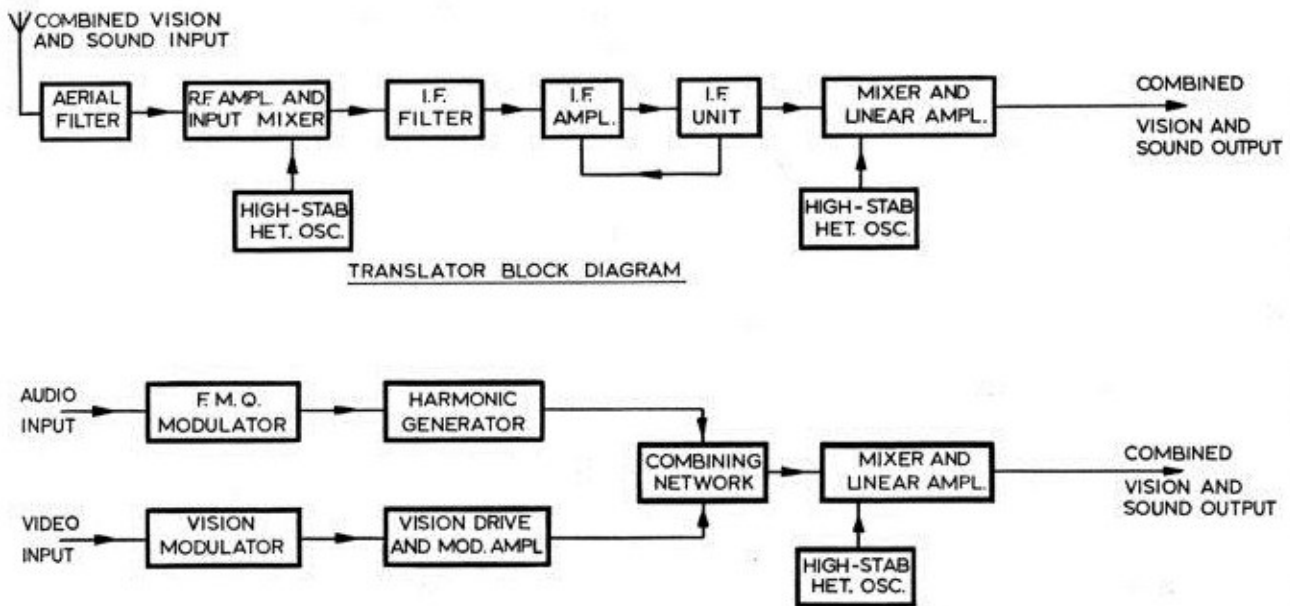 COMBINED VISION
AND SOUND INPUT
AERIAL
FILTER
R.F. AMPL. AND
INPUT MIXER
I.F.
FILTER
I.F.
AMPL.
I.F.
UNIT
MIXER AND
LINEAR AMPL.
COMBINED
VISION AND
SOUND OUTPUT
HIGH-STAB
HET. OSC.
HIGH-STAB
HET. OSC.
TRANSLATOR BLOCK DIAGRAM
AUDIO
INPUT
F.M.Q.
MODULATOR
HARMONIC
GENERATOR
COMBINING
NETWORK
MIXER AND
LINEAR AMPL.
COMBINED
VISION AND
SOUND OUTPUT
VIDEO
INPUT
VISION
MODULATOR
VISION DRIVE
AND MOD. AMPL
HIGH-STAB
HET. OSC.